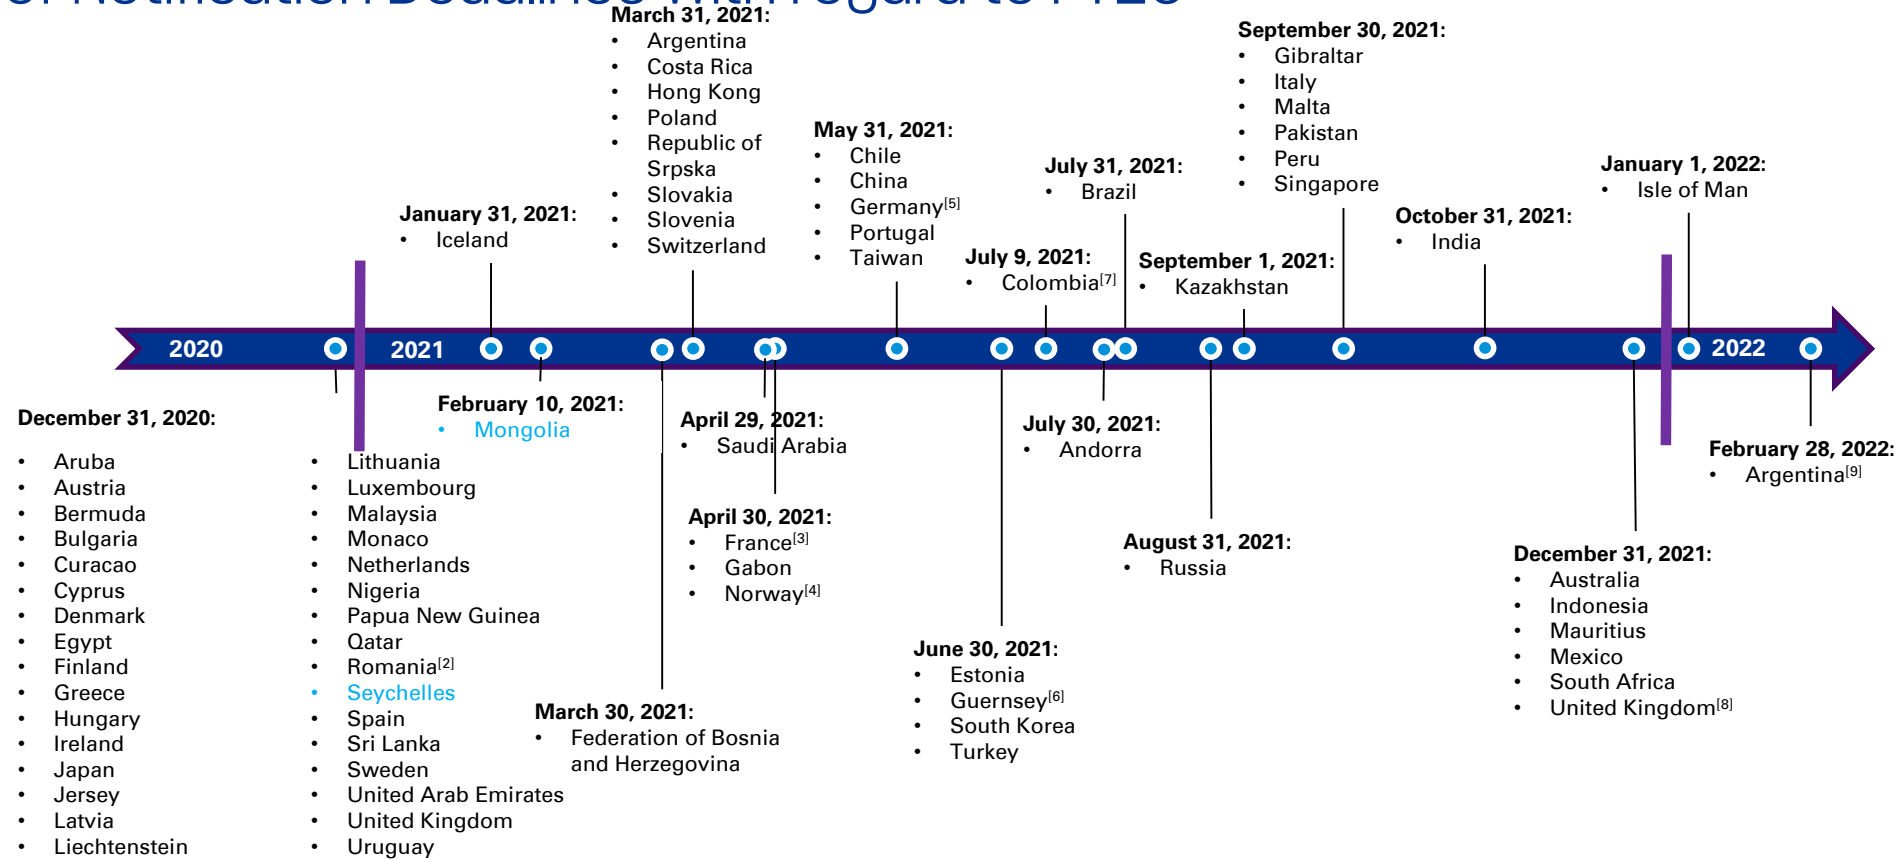 of Notification Deadlines with regard to FY20
March 31, 2021:
• Argentina
• Costa Rica
• Hong Kong
• Poland
• Republic of
Srpska
• Slovakia
• Slovenia
• Switzerland
September 30, 2021:
• Gibraltar
• Italy
• Malta
• Pakistan
• Peru
• Singapore
May 31, 2021:
• Chile
• China
• Germany[5]
• Portugal
• Taiwan
July 31, 2021:
• Brazil
January 1, 2022:
• Isle of Man
January 31, 2021:
• Iceland
October 31, 2021:
• India
July 9, 2021:
• Colombia[7]
September 1, 2021:
• Kazakhstan
2020
2021
2022
December 31, 2020:
• Aruba
• Austria
• Bermuda
• Bulgaria
• Curacao
• Cyprus
• Denmark
• Egypt
• Finland
• Greece
• Hungary
• Ireland
• Japan
• Jersey
• Latvia
• Liechtenstein
• Lithuania
• Luxembourg
• Malaysia
• Monaco
• Netherlands
• Nigeria
• Papua New Guinea
• Qatar
• Romania[2]
• Seychelles
• Spain
• Sri Lanka
• Sweden
• United Arab Emirates
• United Kingdom
• Uruguay
February 10, 2021:
• Mongolia
March 30, 2021:
• Federation of Bosnia
and Herzegovina
April 29, 2021:
• Saudi Arabia
April 30, 2021:
• France[3]
• Gabon
• Norway[4]
June 30, 2021:
• Estonia
• Guernsey[6]
• South Korea
• Turkey
July 30, 2021:
• Andorra
August 31, 2021:
• Russia
December 31, 2021:
• Australia
• Indonesia
• Mauritius
• Mexico
• South Africa
• United Kingdom[8]
February 28, 2022:
• Argentina[9]